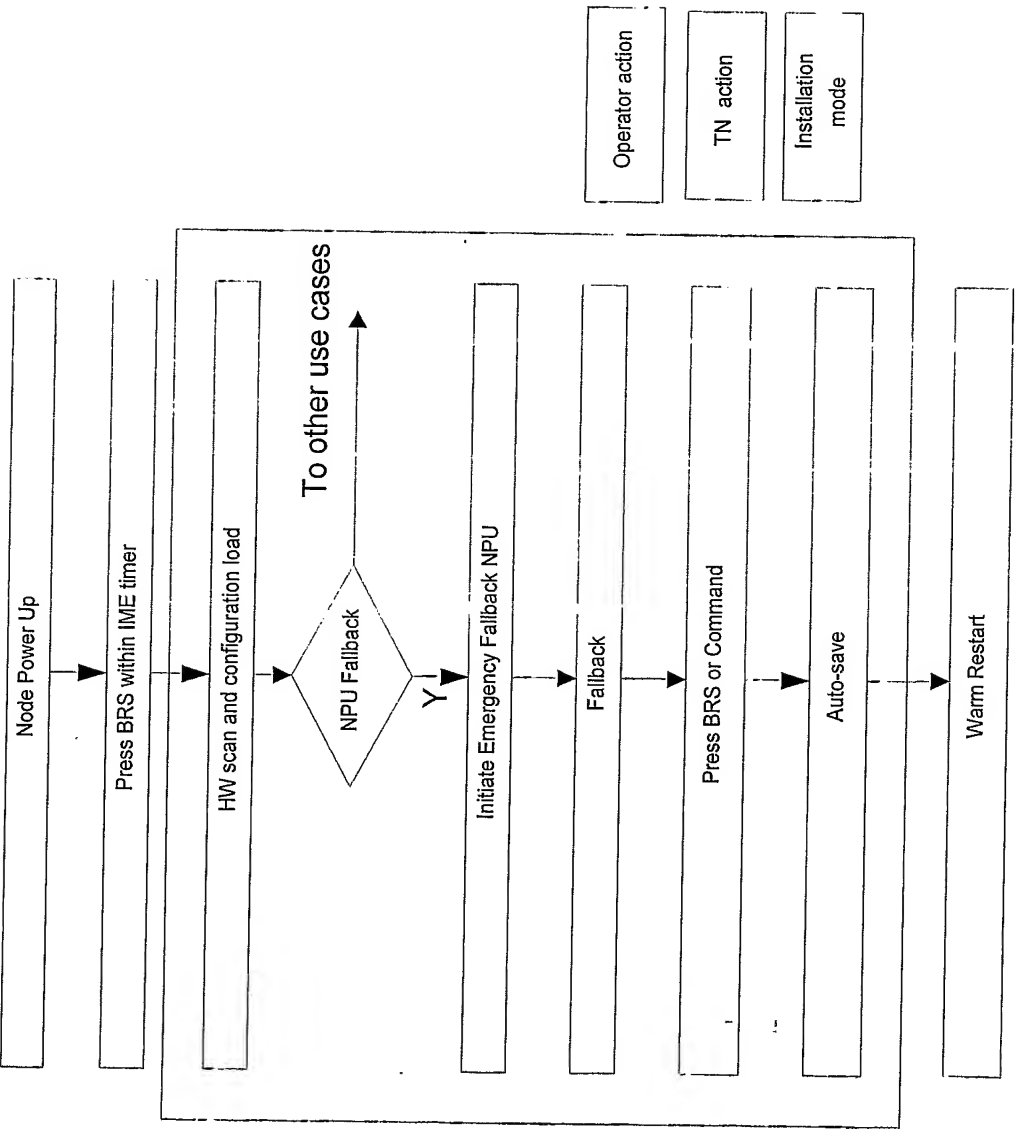 Node Power Up
Press BRS within IME timer
HW scan and configuration load
NPU Fallback
To other use cases
Y
Initiate Emergency Fallback NPU
Fallback
Press BRS or Command
Auto-save
Warm Restart
Operator action
TN action
Installation
mode